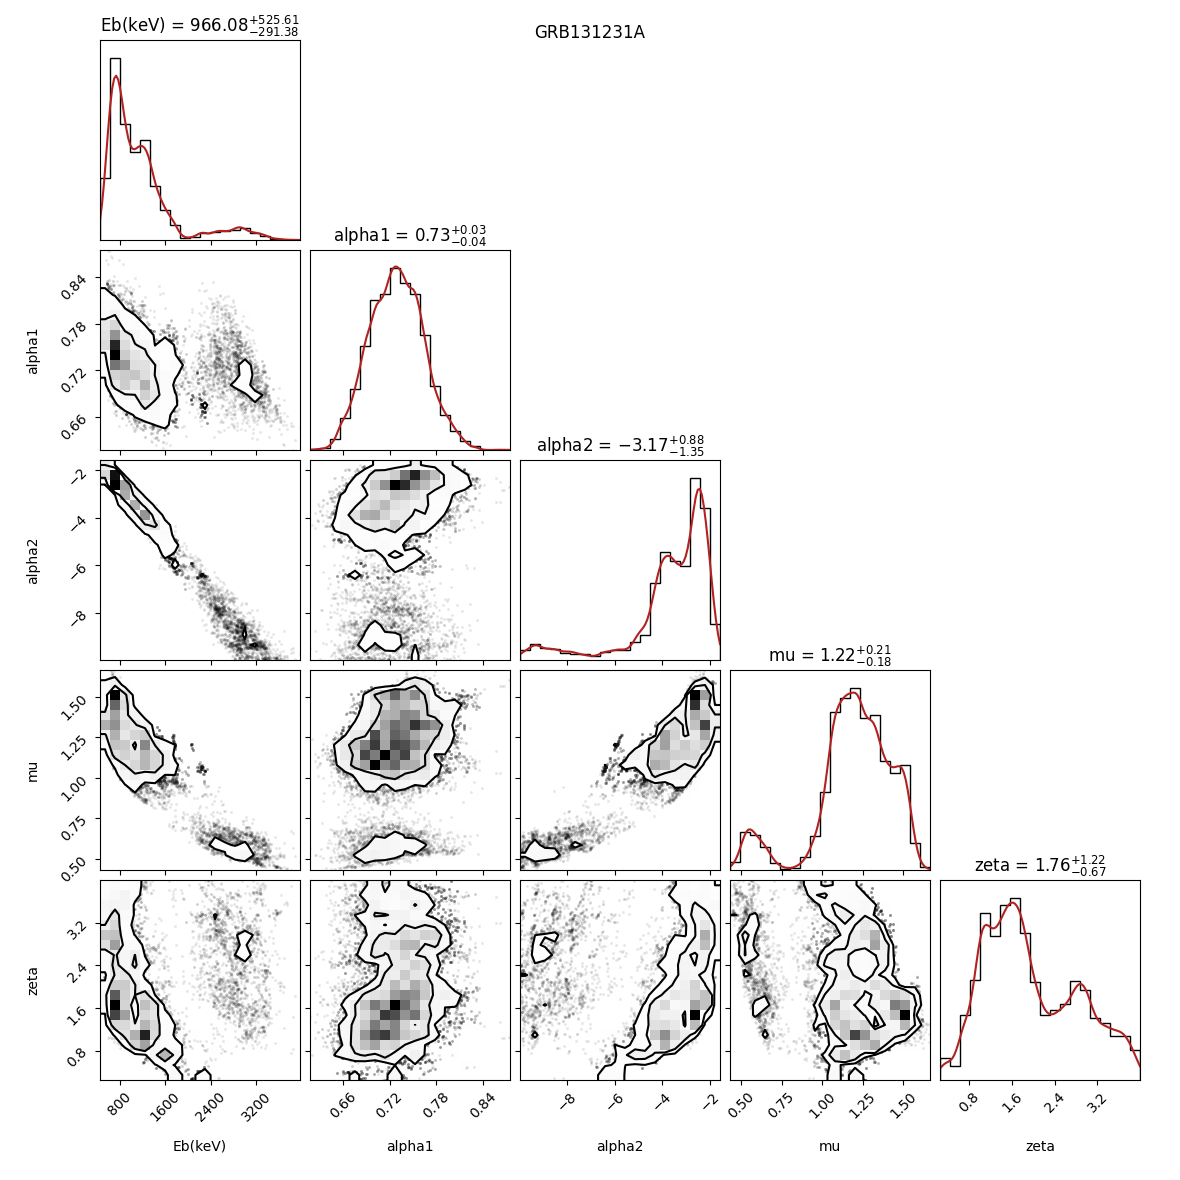 Eb(keV) = 966.08+525.61−291.38
GRB131231A
alpha1 = 0.73+0.03−0.04
alpha1
0.84
0.78
0.72
0.66
alpha2 = −3.17+0.88−1.35
alpha2
−2
−4
−6
−8
mu = 1.22+0.21−0.18
mu
1.50
1.25
1.00
0.75
0.50
zeta = 1.76+1.22−0.67
zeta
3.2
2.4
1.6
0.8
800 1600 2400 3200 0.66 0.72 0.78 0.84 −8 −6 −4 −2 0.50 0.75 1.00 1.25 1.50 0.8 1.6 2.4 3.2
Eb(keV) alpha1 alpha2 mu zeta